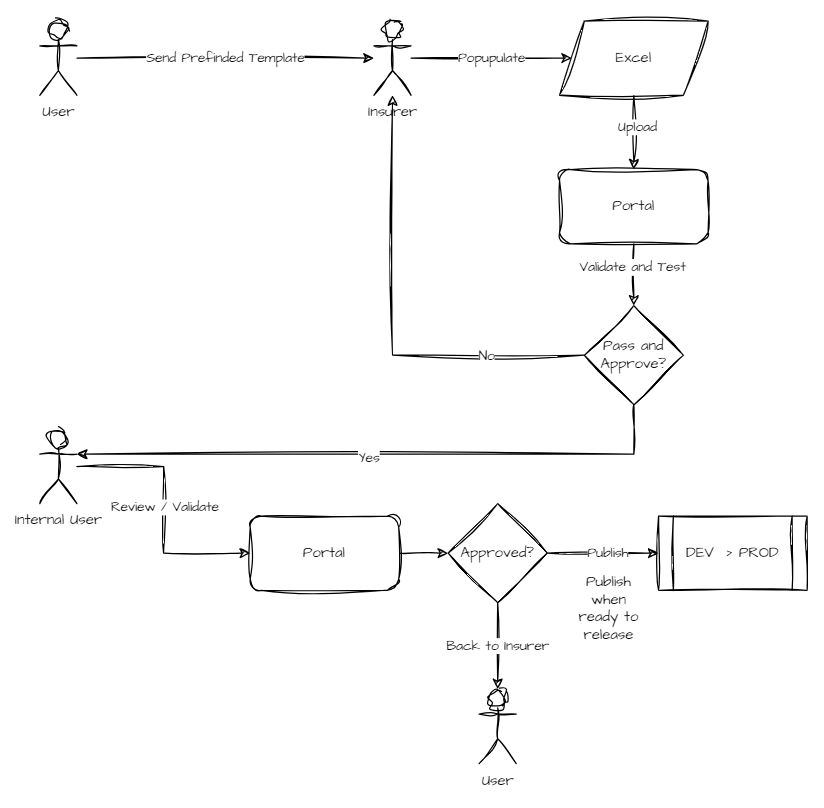 Send Prefinded Template
Popupulate
Excel
User
Insurer
Upload
Portal
Validate and Test
Pass and
Approve?
No
Yes
Internal User
Review / Validate
Portal
Approved?
Publish
DEV > PROD
Publish
when
ready to
release
Back to Insurer
User